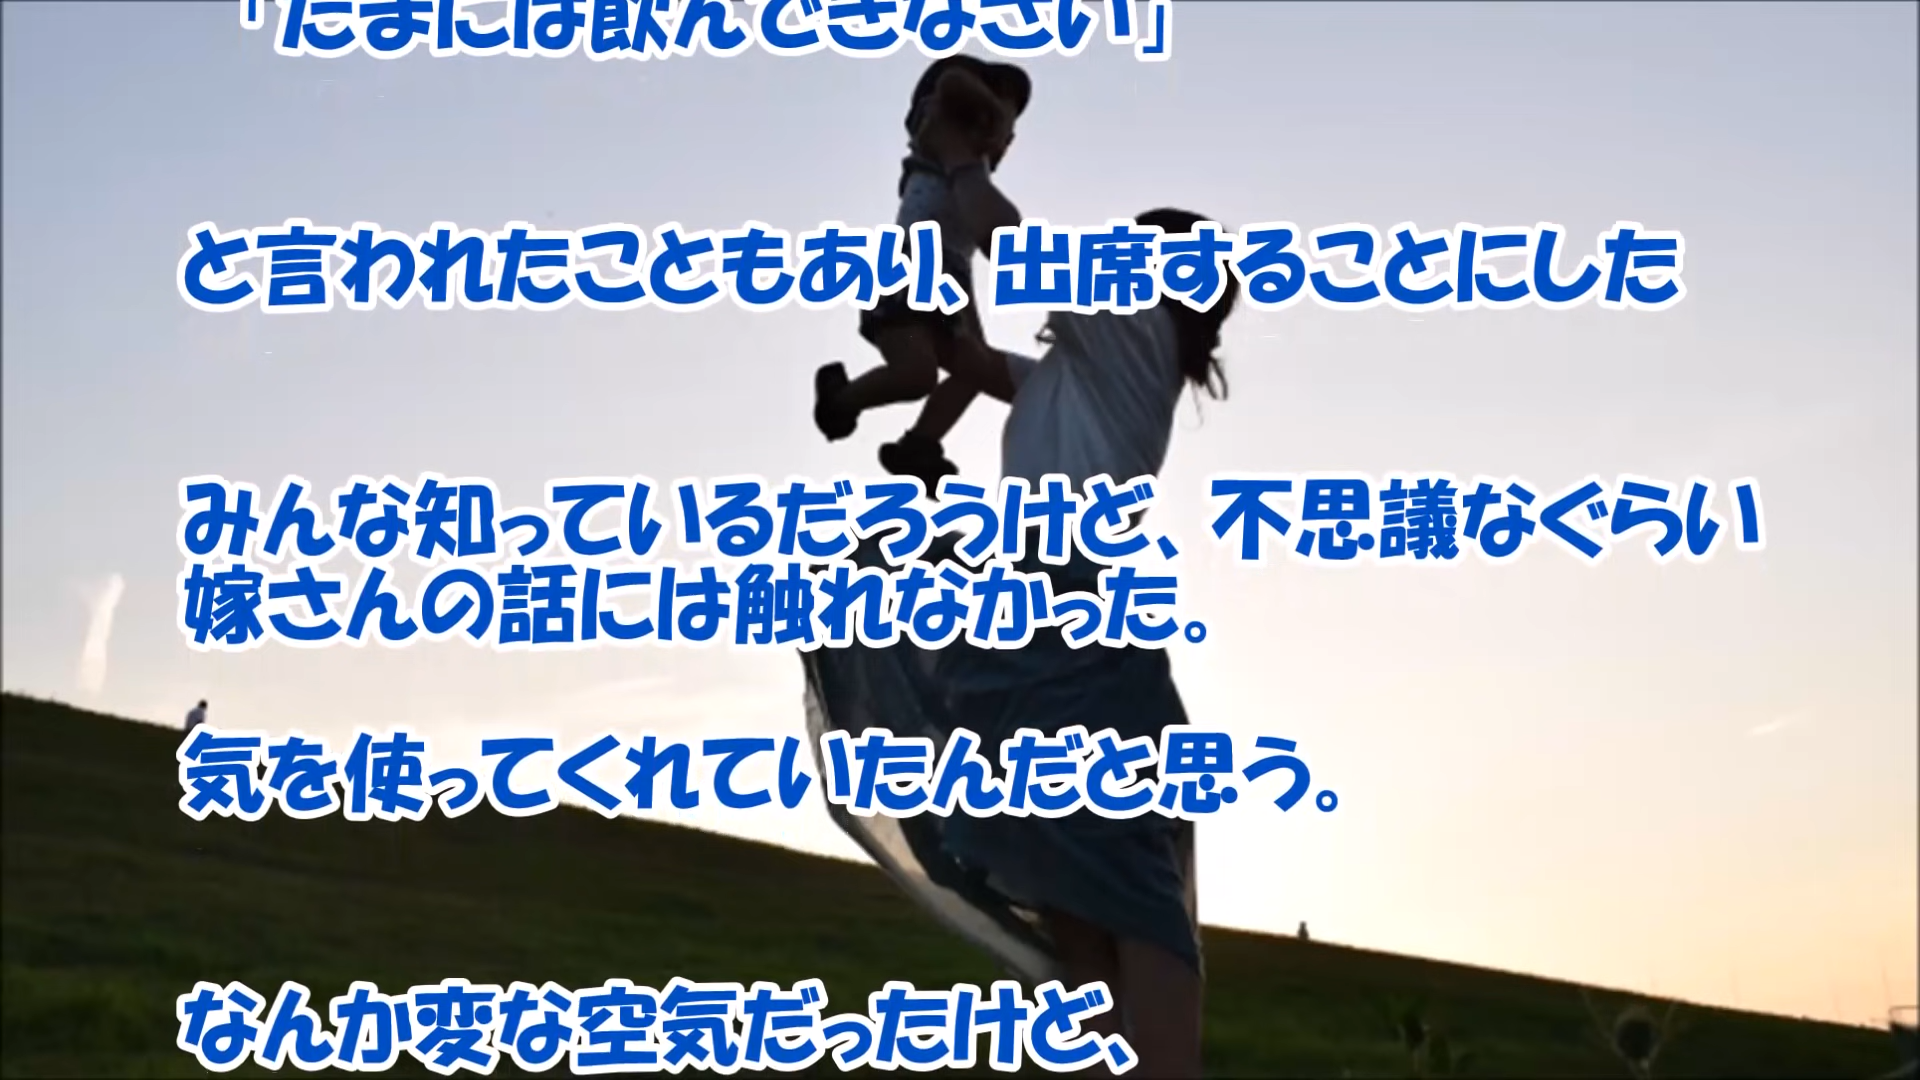 「たまには飲んできなさい」
と言われたこともあり、出席することにした
みんな知っているだろうけど、不思議なぐらい
嫁さんの話には触れなかった。
気を使ってくれていたんだと思う。
なんか変な空気だったけど、